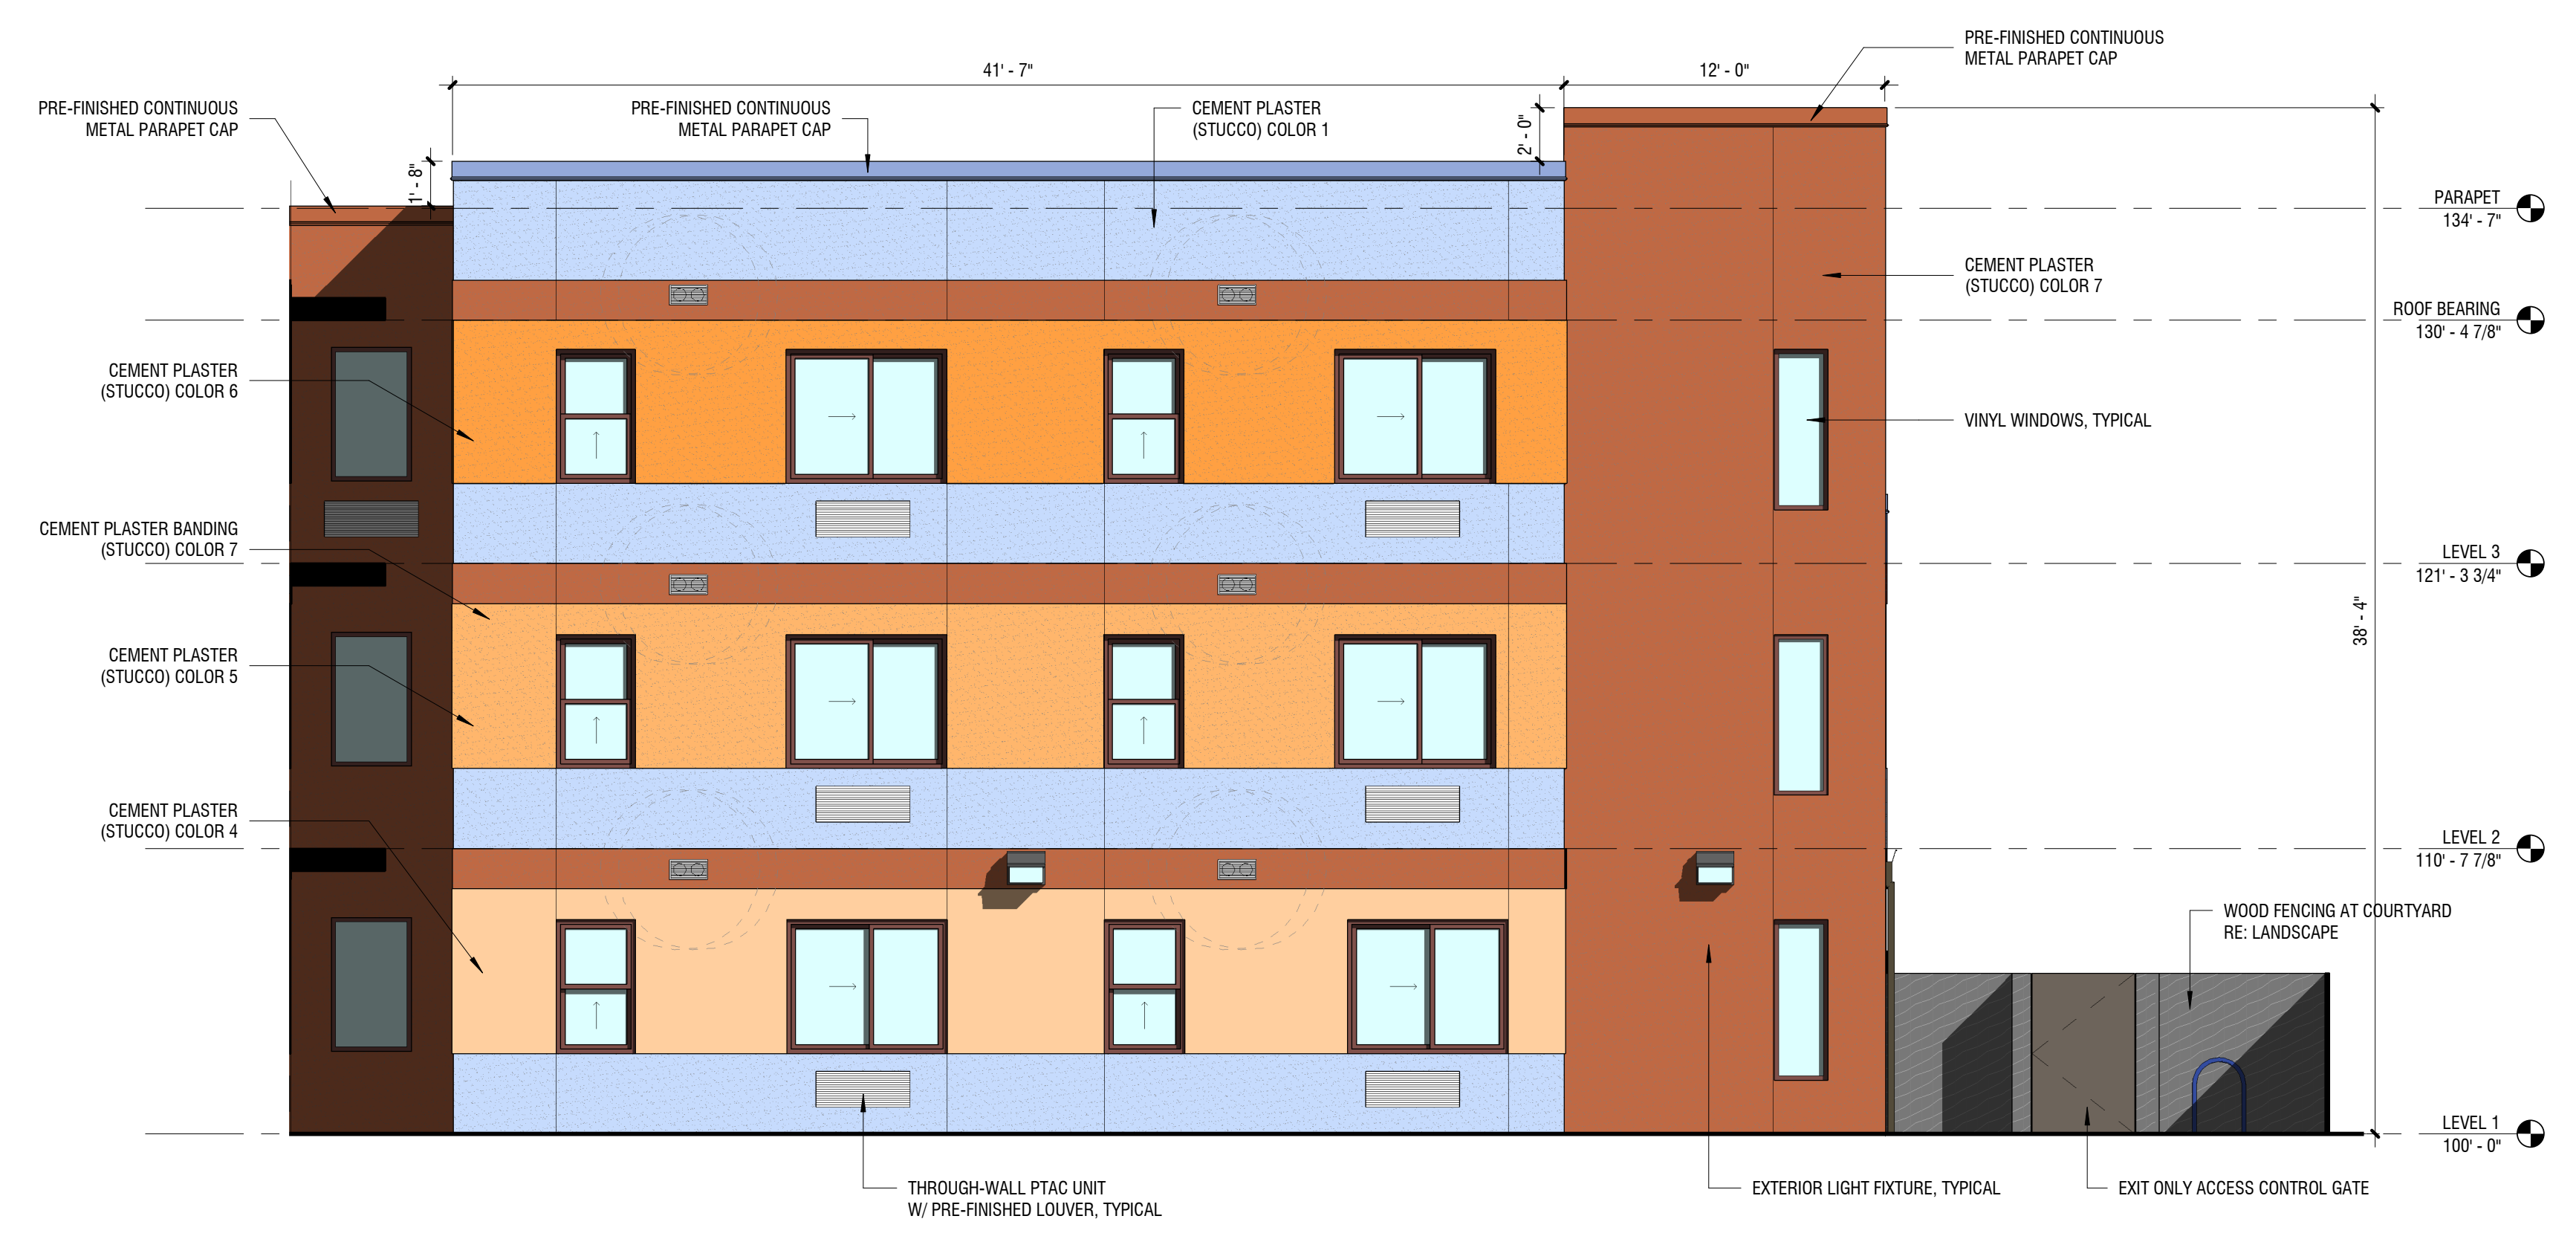 PRE-FINISHED CONTINUOUS
METAL PARAPET CAP
41' - 7"
12' - 0"
PRE-FINISHED CONTINUOUS
METAL PARAPET CAP
PRE-FINISHED CONTINUOUS
METAL PARAPET CAP
CEMENT PLASTER
(STUCCO) COLOR 1
2' - 0"
1' - 8"
PARAPET
134' - 7"
CEMENT PLASTER
(STUCCO) COLOR 7
ROOF BEARING
130' - 4 7/8"
CEMENT PLASTER
(STUCCO) COLOR 6
VINYL WINDOWS, TYPICAL
CEMENT PLASTER BANDING
(STUCCO) COLOR 7
LEVEL 3
121' - 3 3/4"
38' - 4"
CEMENT PLASTER
(STUCCO) COLOR 5
CEMENT PLASTER
(STUCCO) COLOR 4
LEVEL 2
110' - 7 7/8"
WOOD FENCING AT COURTYARD
RE: LANDSCAPE
LEVEL 1
100' - 0"
THROUGH-WALL PTAC UNIT
W/ PRE-FINISHED LOUVER, TYPICAL
EXTERIOR LIGHT FIXTURE, TYPICAL
EXIT ONLY ACCESS CONTROL GATE